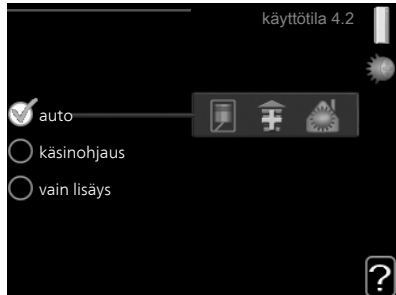 käyttötila 4.2
auto
käsinohjaus
vain lisäys
?